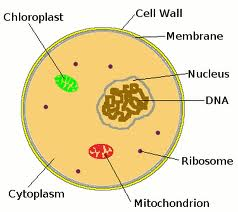 Chloroplast
Cell Wall
Membrane
Nucleus
DNA
Ribosome
Cytoplasm
Mitochondrion